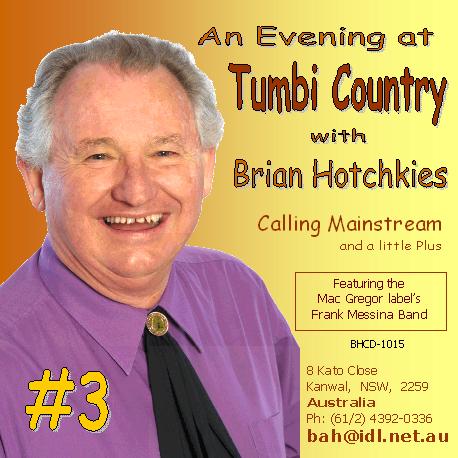 An Evening at
Tumbi Country
with
Brian Hotchkies
Calling Mainstream
and a little Plus
Featuring the
Mac Gregor label's
Frank Messina Band
BHCD-1015
8 Kato Close
Kanwal, NSW, 2259
Australia
Ph: (61/2) 4392-0336
bah@idl.net.au
#3